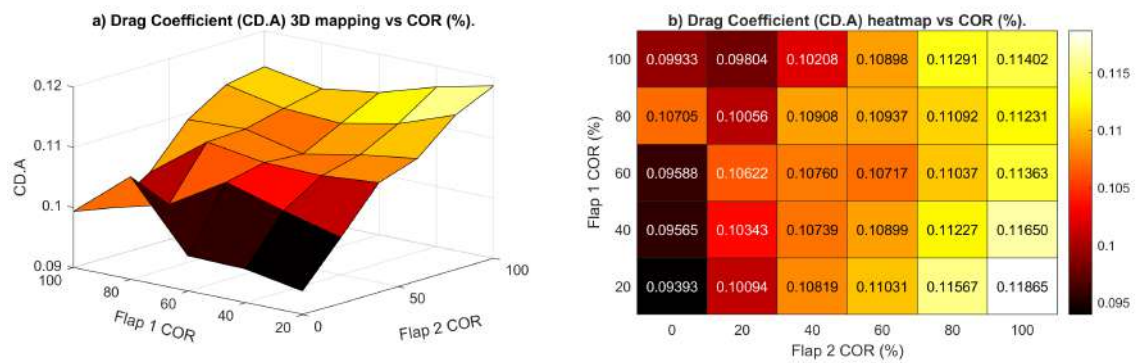 a) Drag Coefficient (CD.A) 3D mapping vs COR (%).
0.12
0.11
0.1
0.09
CD.A
100
80
60
40
20
Flap 1 COR
0
50
100
Flap 2 COR
b) Drag Coefficient (CD.A) heatmap vs COR (%).
Flap 1 COR (%)
100 0.09933 0.09804 0.10208 0.10898 0.11291 0.11402
80 0.10705 0.10056 0.10908 0.10937 0.11092 0.11231
60 0.09588 0.10622 0.10760 0.10717 0.11037 0.11363
40 0.09565 0.10343 0.10739 0.10899 0.11227 0.11650
20 0.09393 0.10094 0.10819 0.11031 0.11567 0.11865
0 20 40 60 80 100
Flap 2 COR (%)
0.115
0.11
0.105
0.1
0.095